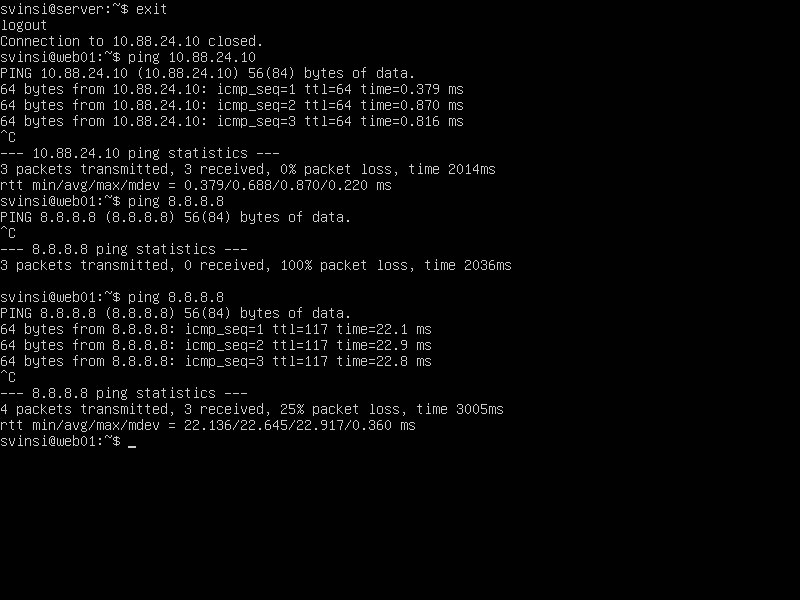 svinsi@server:~$ exit
logout
Connection to 10.88.24.10 closed.
svinsi@web01:~$ ping 10.88.24.10
PING 10.88.24.10 (10.88.24.10) 56(84) bytes of data.
64 bytes from 10.88.24.10: icmp_seq=1 ttl=64 time=0.379 ms
64 bytes from 10.88.24.10: icmp_seq=2 ttl=64 time=0.870 ms
64 bytes from 10.88.24.10: icmp_seq=3 ttl=64 time=0.816 ms
^C
--- 10.88.24.10 ping statistics ---
3 packets transmitted, 3 received, 0% packet loss, time 2014ms
rtt min/avg/max/mdev = 0.379/0.688/0.870/0.220 ms
svinsi@web01:~$ ping 8.8.8.8
PING 8.8.8.8 (8.8.8.8) 56(84) bytes of data.
^C
--- 8.8.8.8 ping statistics ---
3 packets transmitted, 0 received, 100% packet loss, time 2036ms
svinsi@web01:~$ ping 8.8.8.8
PING 8.8.8.8 (8.8.8.8) 56(84) bytes of data.
64 bytes from 8.8.8.8: icmp_seq=1 ttl=117 time=22.1 ms
64 bytes from 8.8.8.8: icmp_seq=2 ttl=117 time=22.9 ms
64 bytes from 8.8.8.8: icmp_seq=3 ttl=117 time=22.8 ms
^C
--- 8.8.8.8 ping statistics ---
4 packets transmitted, 3 received, 25% packet loss, time 3005ms
rtt min/avg/max/mdev = 22.136/22.645/22.917/0.360 ms
svinsi@web01:~$ _